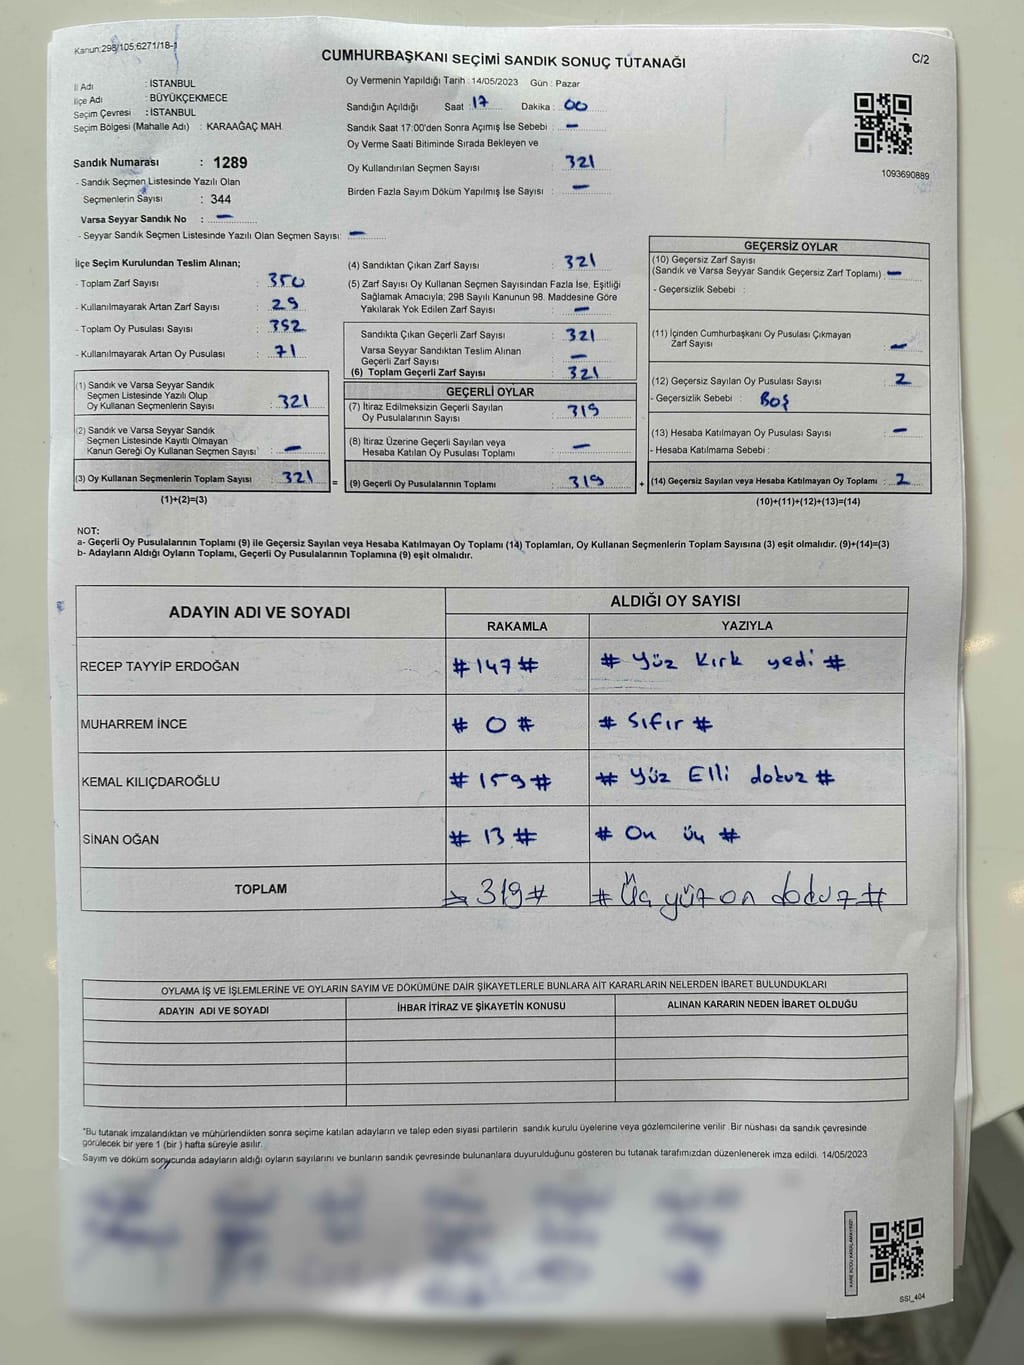 Kanun:298/105,6271/18-1
CUMHURBAŞKANI SEÇİMİ SANDIK SONUÇ TUTANAĞI
C/2
İl Adı : İSTANBUL
İlçe Adı : BÜYÜKÇEKMECE
Seçim Çevresi : İSTANBUL
Seçim Bölgesi (Mahalle Adı) : KARAAĞAÇ MAH.
Sandık Numarası : 1289
- Sandık Seçmen Listesinde Yazılı Olan
Seçmenlerin Sayısı : 344
Varsa Seyyar Sandık No : —
- Seyyar Sandık Seçmen Listesinde Yazılı Olan Seçmen Sayısı: —
Oy Vermenin Yapıldığı Tarih : 14/05/2023 Gün : Pazar
Sandığın Açıldığı Saat : 17 Dakika : 00
Sandık Saat 17:00'den Sonra Açımış İse Sebebi : —
Oy Verme Saati Bitiminde Sırada Bekleyen ve
Oy Kullandırılan Seçmen Sayısı : 321
Birden Fazla Sayım Döküm Yapılmış İse Sayısı : —
1093690889
İlçe Seçim Kurulundan Teslim Alınan;
- Toplam Zarf Sayısı : 350
- Kullanılmayarak Artan Zarf Sayısı : 29
- Toplam Oy Pusulası Sayısı : 392
- Kullanılmayarak Artan Oy Pusulası : 71
(1) Sandık ve Varsa Seyyar Sandık
Seçmen Listesinde Yazılı Olup
Oy Kullanan Seçmenlerin Sayısı : 321
(2) Sandık ve Varsa Seyyar Sandık
Seçmen Listesinde Kayıtlı Olmayan
Kanun Gereği Oy Kullanan Seçmen Sayısı : —
(3) Oy Kullanan Seçmenlerin Toplam Sayısı : 321
(1)+(2)=(3)
(4) Sandıktan Çıkan Zarf Sayısı : 321
(5) Zarf Sayısı Oy Kullanan Seçmen Sayısından Fazla İse, Eşitliği
Sağlamak Amacıyla; 298 Sayılı Kanunun 98. Maddesine Göre
Yakılarak Yok Edilen Zarf Sayısı : —
Sandıkta Çıkan Geçerli Zarf Sayısı : 321
Varsa Seyyar Sandıktan Teslim Alınan
Geçerli Zarf Sayısı : —
(6) Toplam Geçerli Zarf Sayısı : 321
GEÇERLİ OYLAR
(7) İtiraz Edilmeksizin Geçerli Sayılan
Oy Pusulalarının Sayısı : 319
(8) İtiraz Üzerine Geçerli Sayılan veya
Hesaba Katılan Oy Pusulası Toplamı : —
= (9) Geçerli Oy Pusulalarının Toplamı : 319
GEÇERSİZ OYLAR
(10) Geçersiz Zarf Sayısı
(Sandık ve Varsa Seyyar Sandık Geçersiz Zarf Toplamı) : —
- Geçersizlik Sebebi :
(11) İçinden Cumhurbaşkanı Oy Pusulası Çıkmayan
Zarf Sayısı : —
(12) Geçersiz Sayılan Oy Pusulası Sayısı : 2
- Geçersizlik Sebebi : Boş
(13) Hesaba Katılmayan Oy Pusulası Sayısı : —
- Hesaba Katılmama Sebebi :
+ (14) Geçersiz Sayılan veya Hesaba Katılmayan Oy Toplamı : 2
(10)+(11)+(12)+(13)=(14)
NOT:
a- Geçerli Oy Pusulalarının Toplamı (9) ile Geçersiz Sayılan veya Hesaba Katılmayan Oy Toplamı (14) Toplamları, Oy Kullanan Seçmenlerin Toplam Sayısına (3) eşit olmalıdır. (9)+(14)=(3)
b- Adayların Aldığı Oyların Toplamı, Geçerli Oy Pusulalarının Toplamına (9) eşit olmalıdır.
ADAYIN ADI VE SOYADI ALDIĞI OY SAYISI
RAKAMLA YAZIYLA
RECEP TAYYİP ERDOĞAN # 147 # # Yüz Kırk yedi #
MUHARREM İNCE # 0 # # Sıfır #
KEMAL KILIÇDAROĞLU # 159 # # Yüz Elli dokuz #
SİNAN OĞAN # 13 # # On üç #
TOPLAM # 319 # # Üç yüz on dokuz #
OYLAMA İŞ VE İŞLEMLERİNE VE OYLARIN SAYIM VE DÖKÜMÜNE DAİR ŞİKAYETLERLE BUNLARA AİT KARARLARIN NELERDEN İBARET BULUNDUKLARI
ADAYIN ADI VE SOYADI İHBAR İTİRAZ VE ŞİKAYETİN KONUSU ALINAN KARARIN NEDEN İBARET OLDUĞU
*Bu tutanak imzalandıktan ve mühürlendikten sonra seçime katılan adayların ve talep eden siyasi partilerin sandık kurulu üyelerine veya gözlemcilerine verilir. Bir nüshası da sandık çevresinde
görülecek bir yere 1 (bir ) hafta süreyle asılır.
Sayım ve döküm sonucunda adayların aldığı oyların sayılarını ve bunların sandık çevresinde bulunanlara duyurulduğunu gösteren bu tutanak tarafımızdan düzenlenerek imza edildi. 14/05/2023
SSI_404